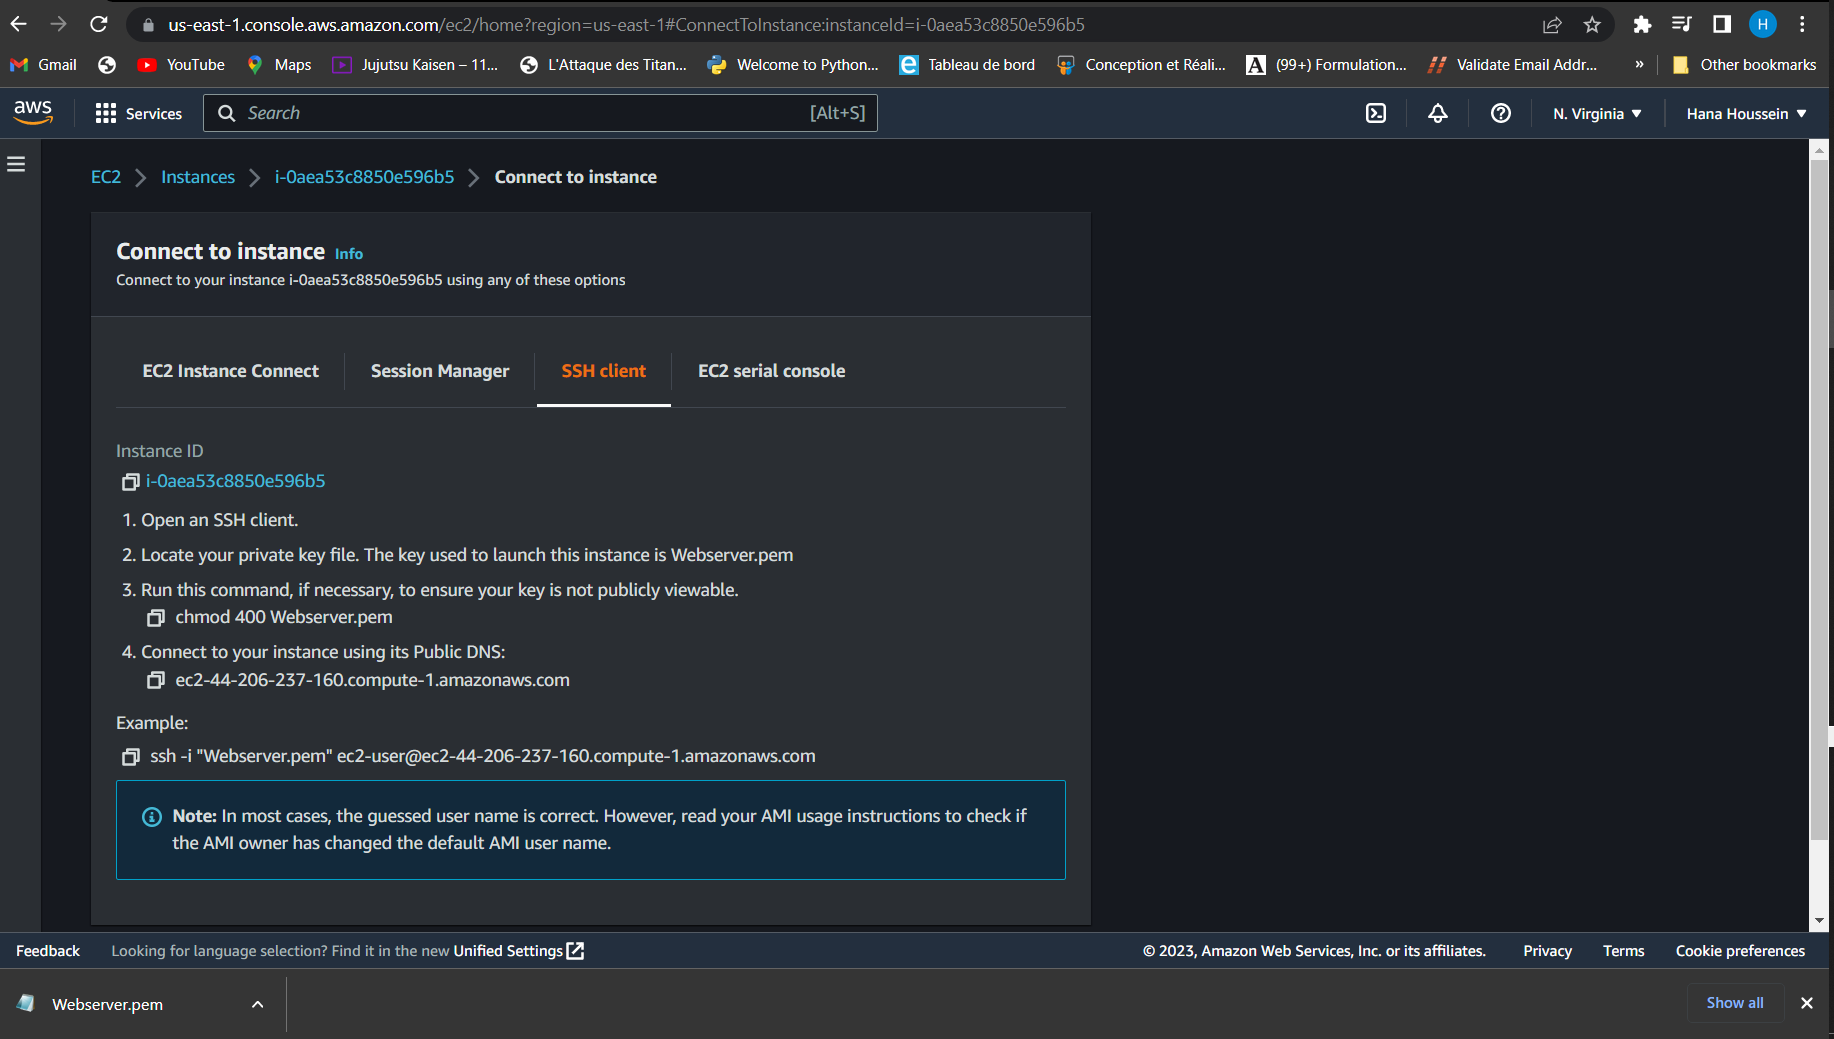 us-east-1.console.aws.amazon.com/ec2/home?region=us-east-1#ConnectToInstance:instanceId=i-0aea53c8850e596b5
H
Gmail YouTube Maps Jujutsu Kaisen – 11... L'Attaque des Titan... Welcome to Python... Tableau de bord Conception et Réali... A (99+) Formulation... Validate Email Addr... » Other bookmarks
aws Services Search [Alt+S] N. Virginia Hana Houssein
EC2 Instances i-0aea53c8850e596b5 Connect to instance
Connect to instance Info
Connect to your instance i-0aea53c8850e596b5 using any of these options
EC2 Instance Connect Session Manager SSH client EC2 serial console
Instance ID
i-0aea53c8850e596b5
1. Open an SSH client.
2. Locate your private key file. The key used to launch this instance is Webserver.pem
3. Run this command, if necessary, to ensure your key is not publicly viewable.
chmod 400 Webserver.pem
4. Connect to your instance using its Public DNS:
ec2-44-206-237-160.compute-1.amazonaws.com
Example:
ssh -i "Webserver.pem" ec2-user@ec2-44-206-237-160.compute-1.amazonaws.com
Note: In most cases, the guessed user name is correct. However, read your AMI usage instructions to check if
the AMI owner has changed the default AMI user name.
Feedback Looking for language selection? Find it in the new Unified Settings © 2023, Amazon Web Services, Inc. or its affiliates. Privacy Terms Cookie preferences
Webserver.pem Show all